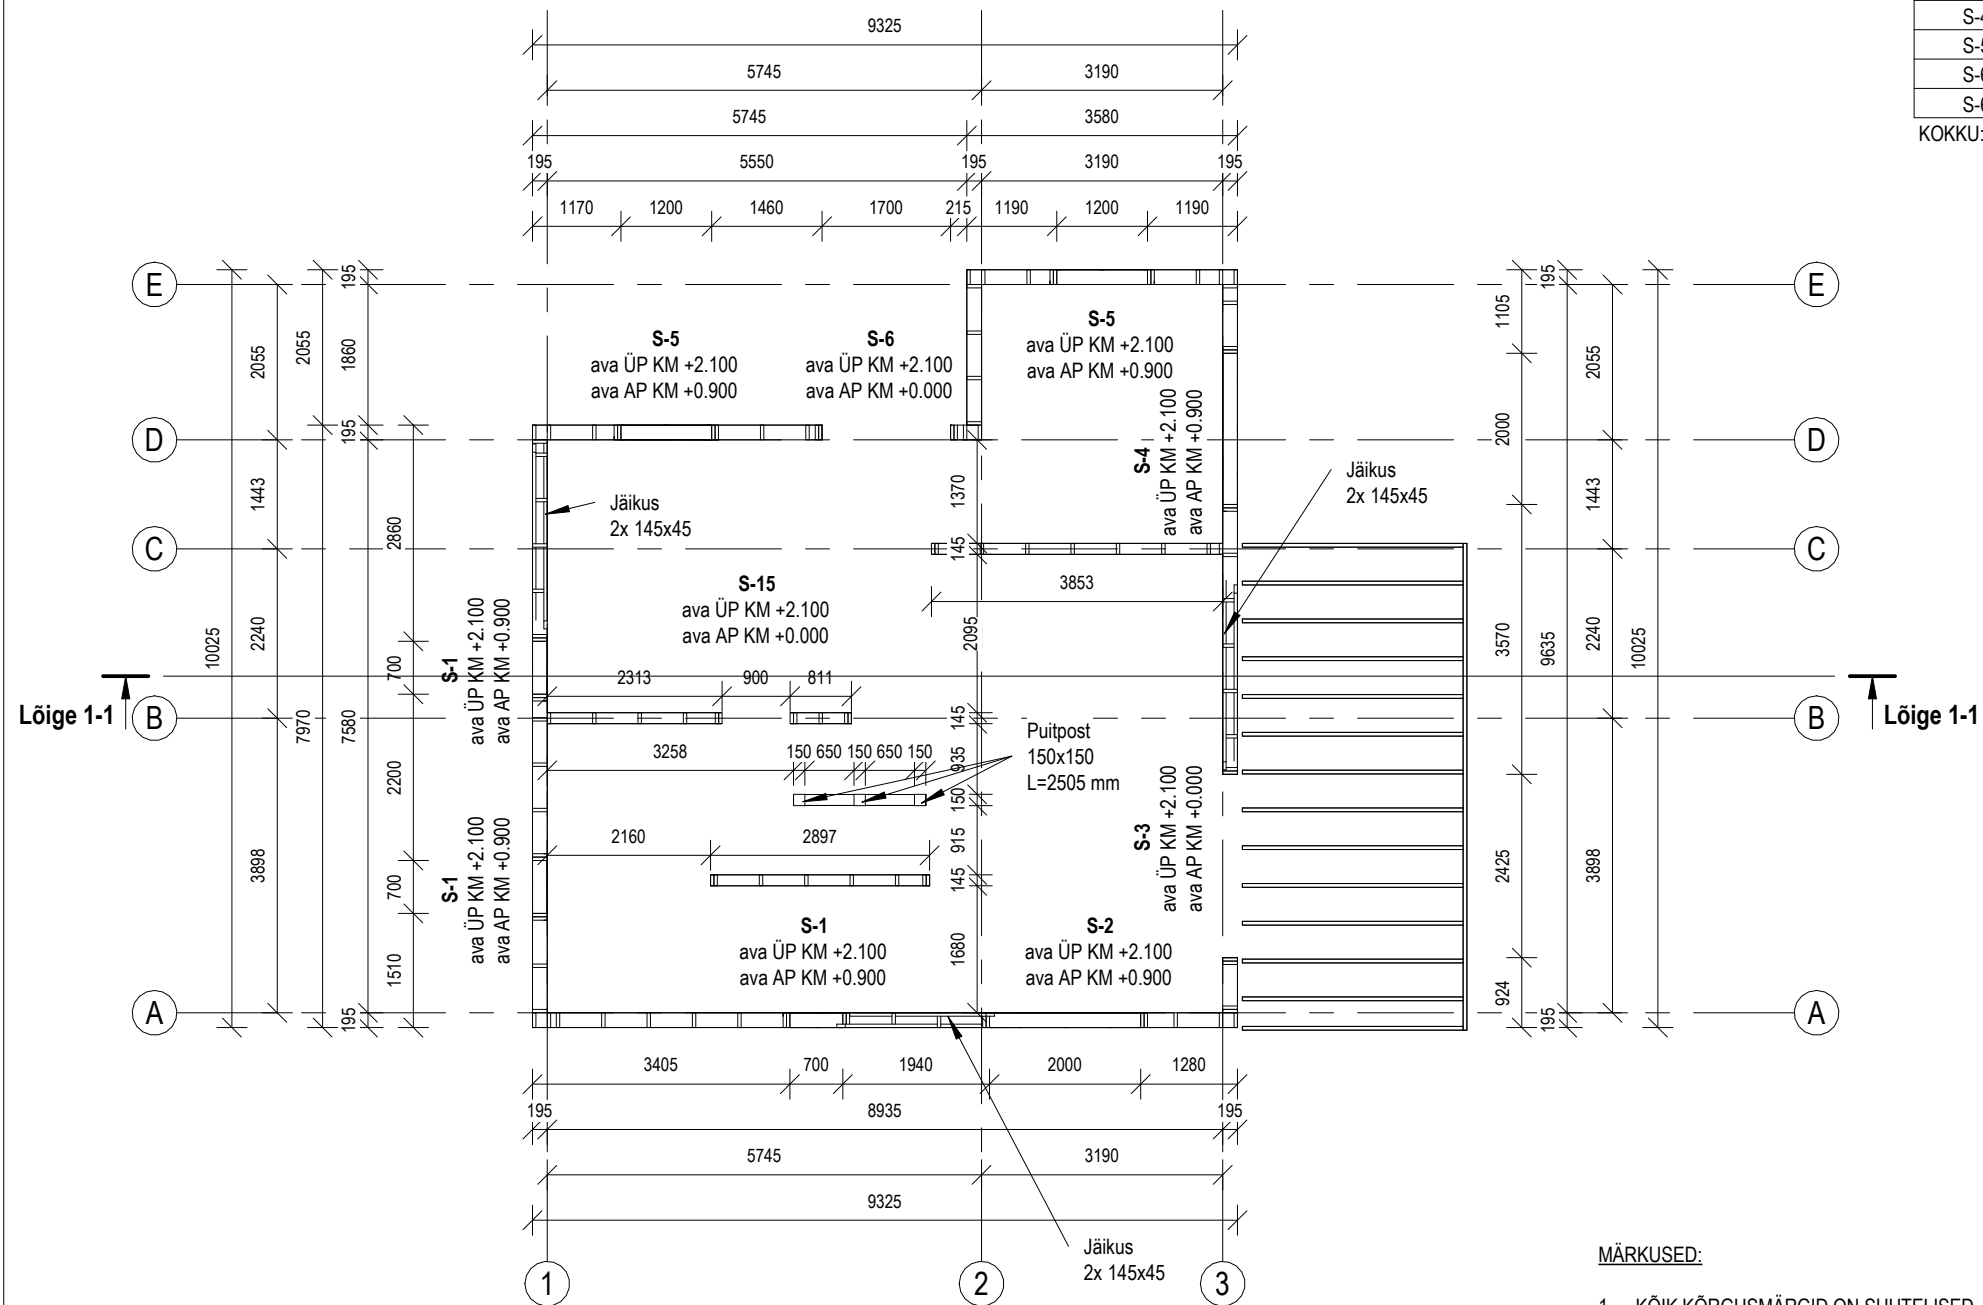 9325
5745
3190
5745
3580
195
5550
195
3190
195
1170
1200
1460
1700
215
1190
1200
1190
S-4
S-5
S-6
S-6
KOKKU:
E
D
C
B
A
10025
2055
1443
2240
3898
2055
7970
195
1860
195
7580
195
2860
700
2200
700
1510
Lõige 1-1
S-5
ava ÜP KM +2.100
ava AP KM +0.900
S-6
ava ÜP KM +2.100
ava AP KM +0.000
S-5
ava ÜP KM +2.100
ava AP KM +0.900
S-4
ava ÜP KM +2.100
ava AP KM +0.900
Jäikus
2x 145x45
Jäikus
2x 145x45
1370
145
3853
2095
S-15
ava ÜP KM +2.100
ava AP KM +0.000
S-1
ava ÜP KM +2.100
ava AP KM +0.900
2313
900
811
145
3258
150
650
150
650
150
935
Puitpost
150x150
L=2505 mm
150
2160
2897
915
145
S-1
ava ÜP KM +2.100
ava AP KM +0.900
S-3
ava ÜP KM +2.100
ava AP KM +0.000
S-1
ava ÜP KM +2.100
ava AP KM +0.900
1680
S-2
ava ÜP KM +2.100
ava AP KM +0.900
1105
2000
3570
2425
924
195
9635
195
2055
1443
2240
3898
10025
E
D
C
B
A
Lõige 1-1
3405
700
1940
2000
1280
195
8935
195
5745
3190
9325
Jäikus
2x 145x45
1
2
3
MÄRKUSED:
1. KÕIK KÕRGUSMÄRGID ON SUHTELISED